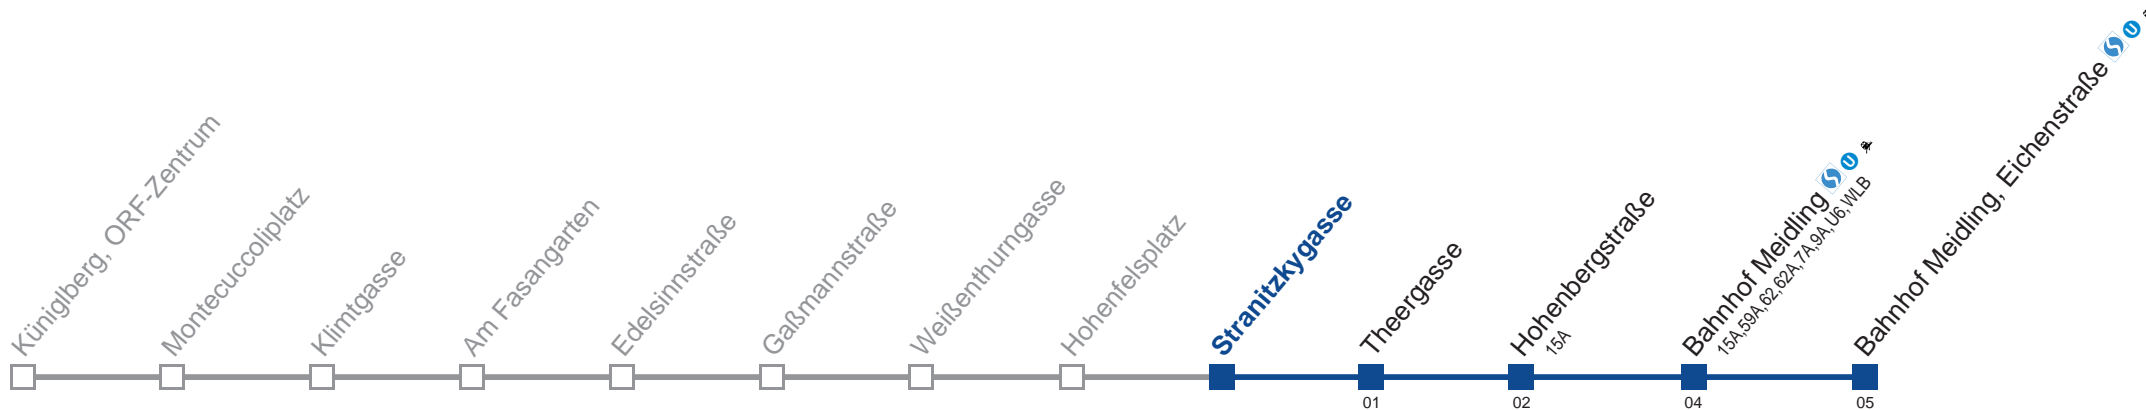 Küniglberg, ORF-Zentrum
Montecuccoliplatz
Klimtgasse
Am Fasangarten
Edelsinnstraße
Gaßmannstraße
Weißenthurngasse
Hohenfelsplatz
Stranitzkygasse
Theergasse
01
Hohenbergstraße
15A
02
Bahnhof Meidling S U
15A,59A,62,62A,7A,9A,U6,WLB
04
Bahnhof Meidling, Eichenstraße S U
05